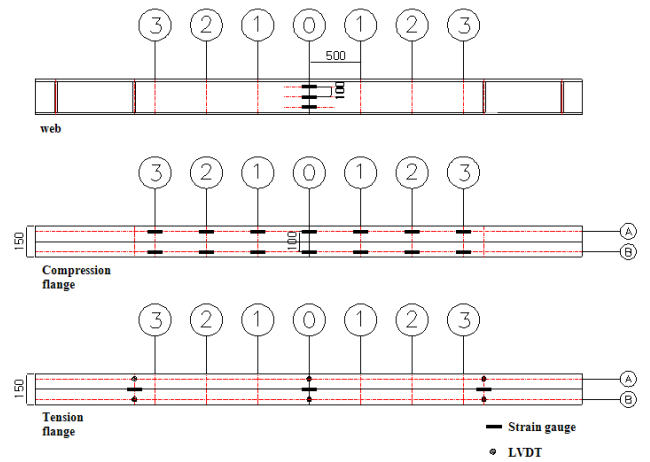 3 2 1 0 1 2 3
500
100
web
3 2 1 0 1 2 3
150
100
A
B
Compression
flange
3 2 1 0 1 2 3
150
A
B
Tension
flange
Strain gauge
LVDT